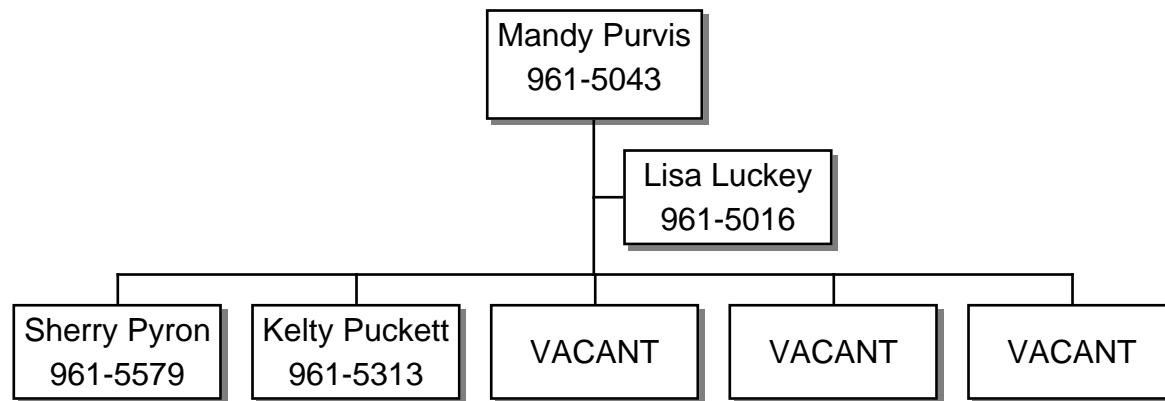 Mandy Purvis
961-5043
Lisa Luckey
961-5016
Sherry Pyron
961-5579
Kelty Puckett
961-5313
VACANT
VACANT
VACANT